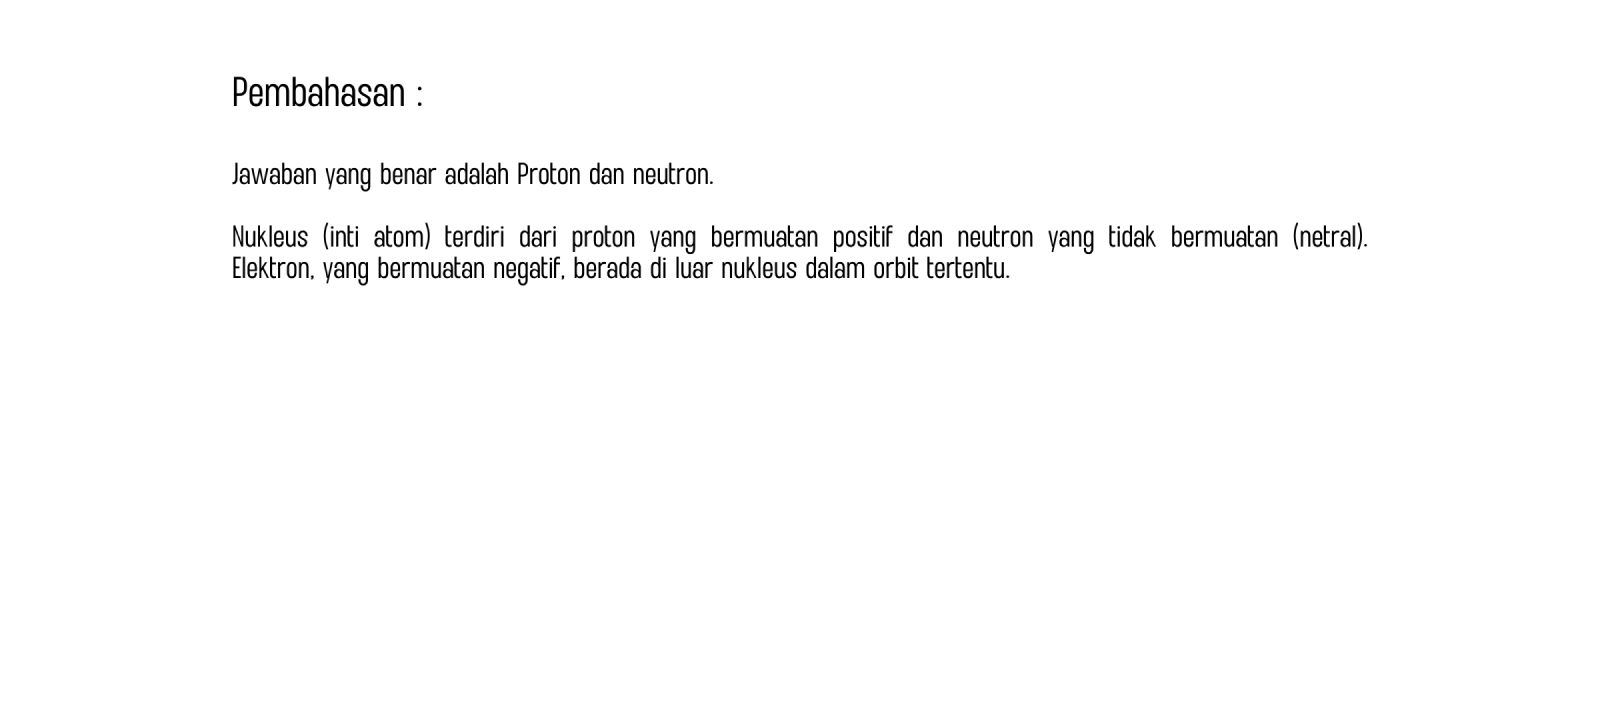 Pembahasan :
Jawaban yang benar adalah Proton dan neutron.
Nukleus (inti atom) terdiri dari proton yang bermuatan positif dan neutron yang tidak bermuatan (netral).
Elektron, yang bermuatan negatif, berada di luar nukleus dalam orbit tertentu.